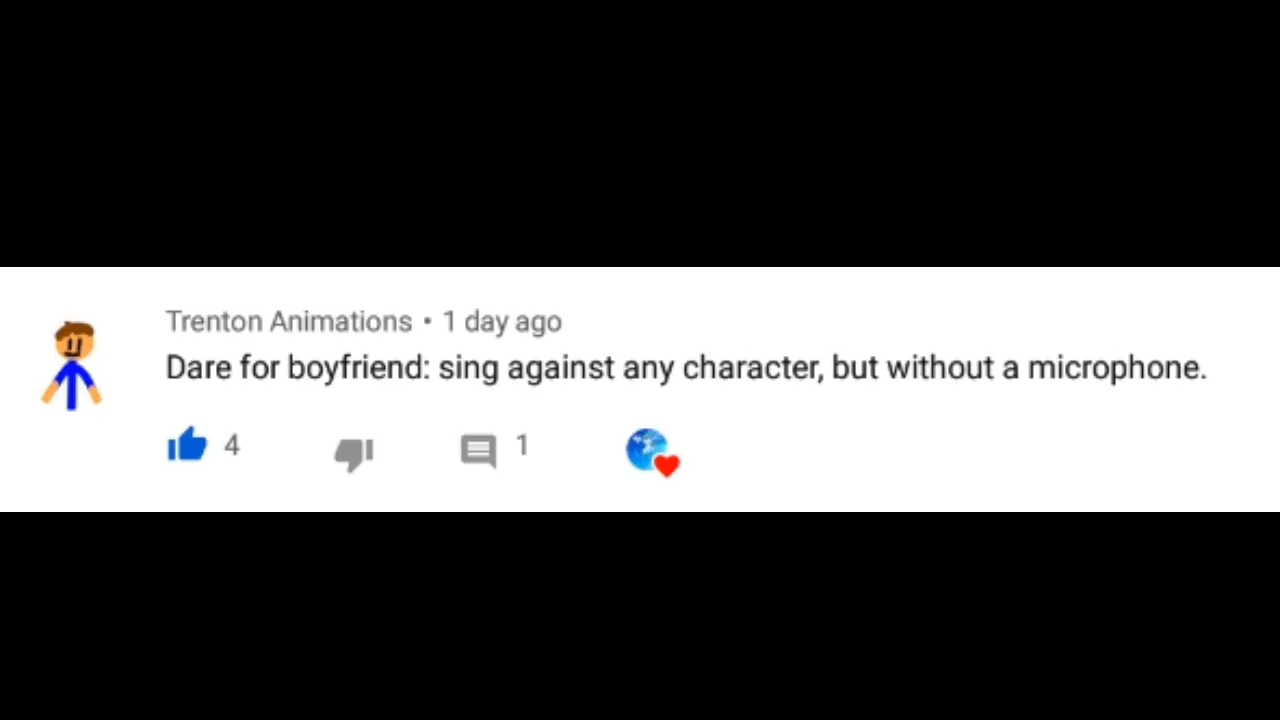 Trenton Animations • 1 day ago
Dare for boyfriend: sing against any character, but without a microphone.
4 1